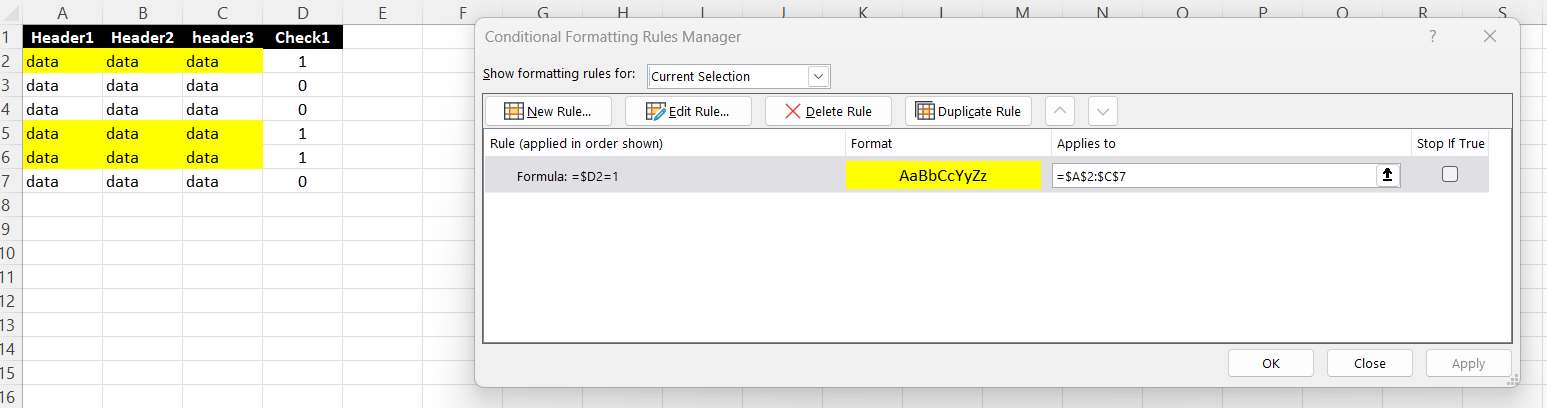 A B C D E F G H I J K L M N O P Q R S
1 Header1 Header2 header3 Check1
2 data data data 1
3 data data data 0
4 data data data 0
5 data data data 1
6 data data data 1
7 data data data 0
8
9
10
11
12
13
14
15
16
Conditional Formatting Rules Manager ?
Show formatting rules for: Current Selection
New Rule... Edit Rule... Delete Rule Duplicate Rule
Rule (applied in order shown) Format Applies to Stop If True
Formula: =$D2=1 AaBbCcYyZz =$A$2:$C$7
OK Close Apply